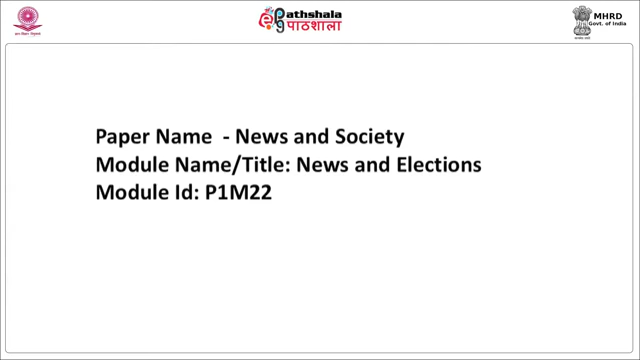 ePathshala
पाठशाला
MHRD
Govt. of India
Paper Name - News and Society
Module Name/Title: News and Elections
Module Id: P1M22